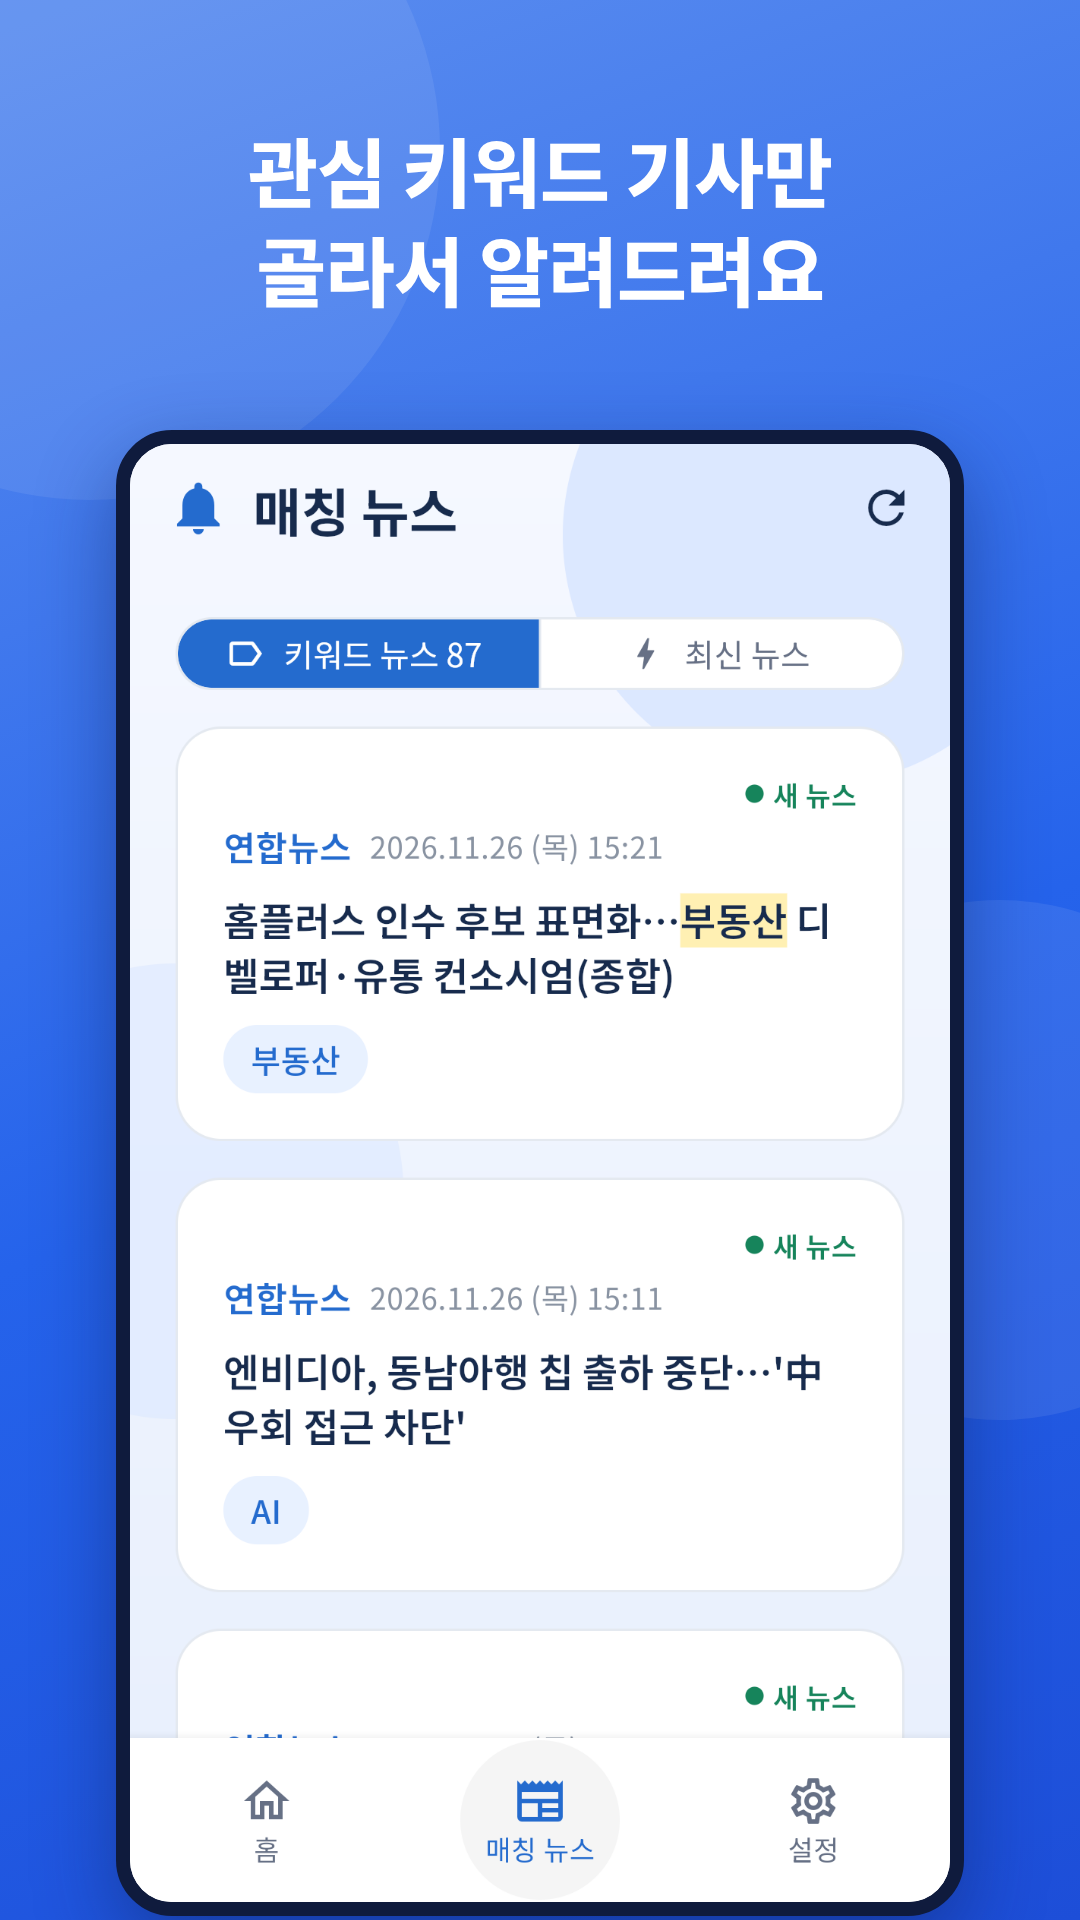 관심 키워드 기사만
골라서 알려드려요
매칭 뉴스
키워드 뉴스 87
최신 뉴스
새 뉴스
연합뉴스 2026.11.26 (목) 15:21
홈플러스 인수 후보 표면화…부동산 디
벨로퍼·유통 컨소시엄(종합)
부동산
새 뉴스
연합뉴스 2026.11.26 (목) 15:11
엔비디아, 동남아행 칩 출하 중단…'中
우회 접근 차단'
AI
새 뉴스
홈
매칭 뉴스
설정